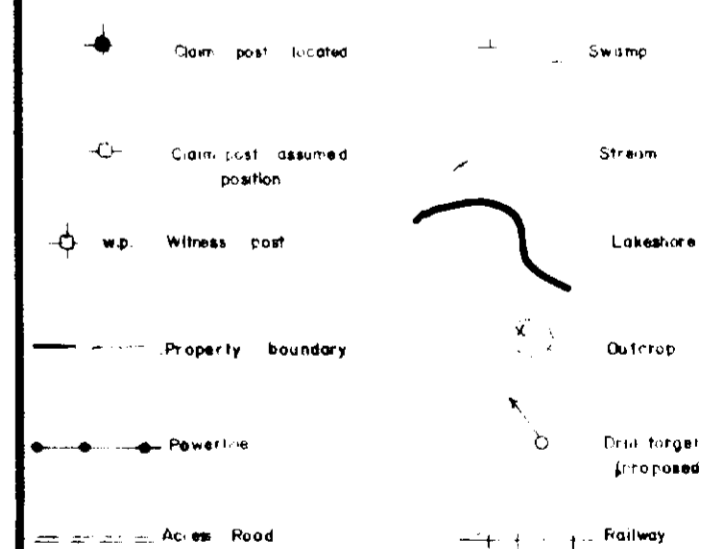 Claim post located
Swamp
Claim post assumed
position
Stream
w.p. Witness post
Lakeshore
Property boundary
Outcrop
Powerline
Drill target
(proposed
Access Road
Railway